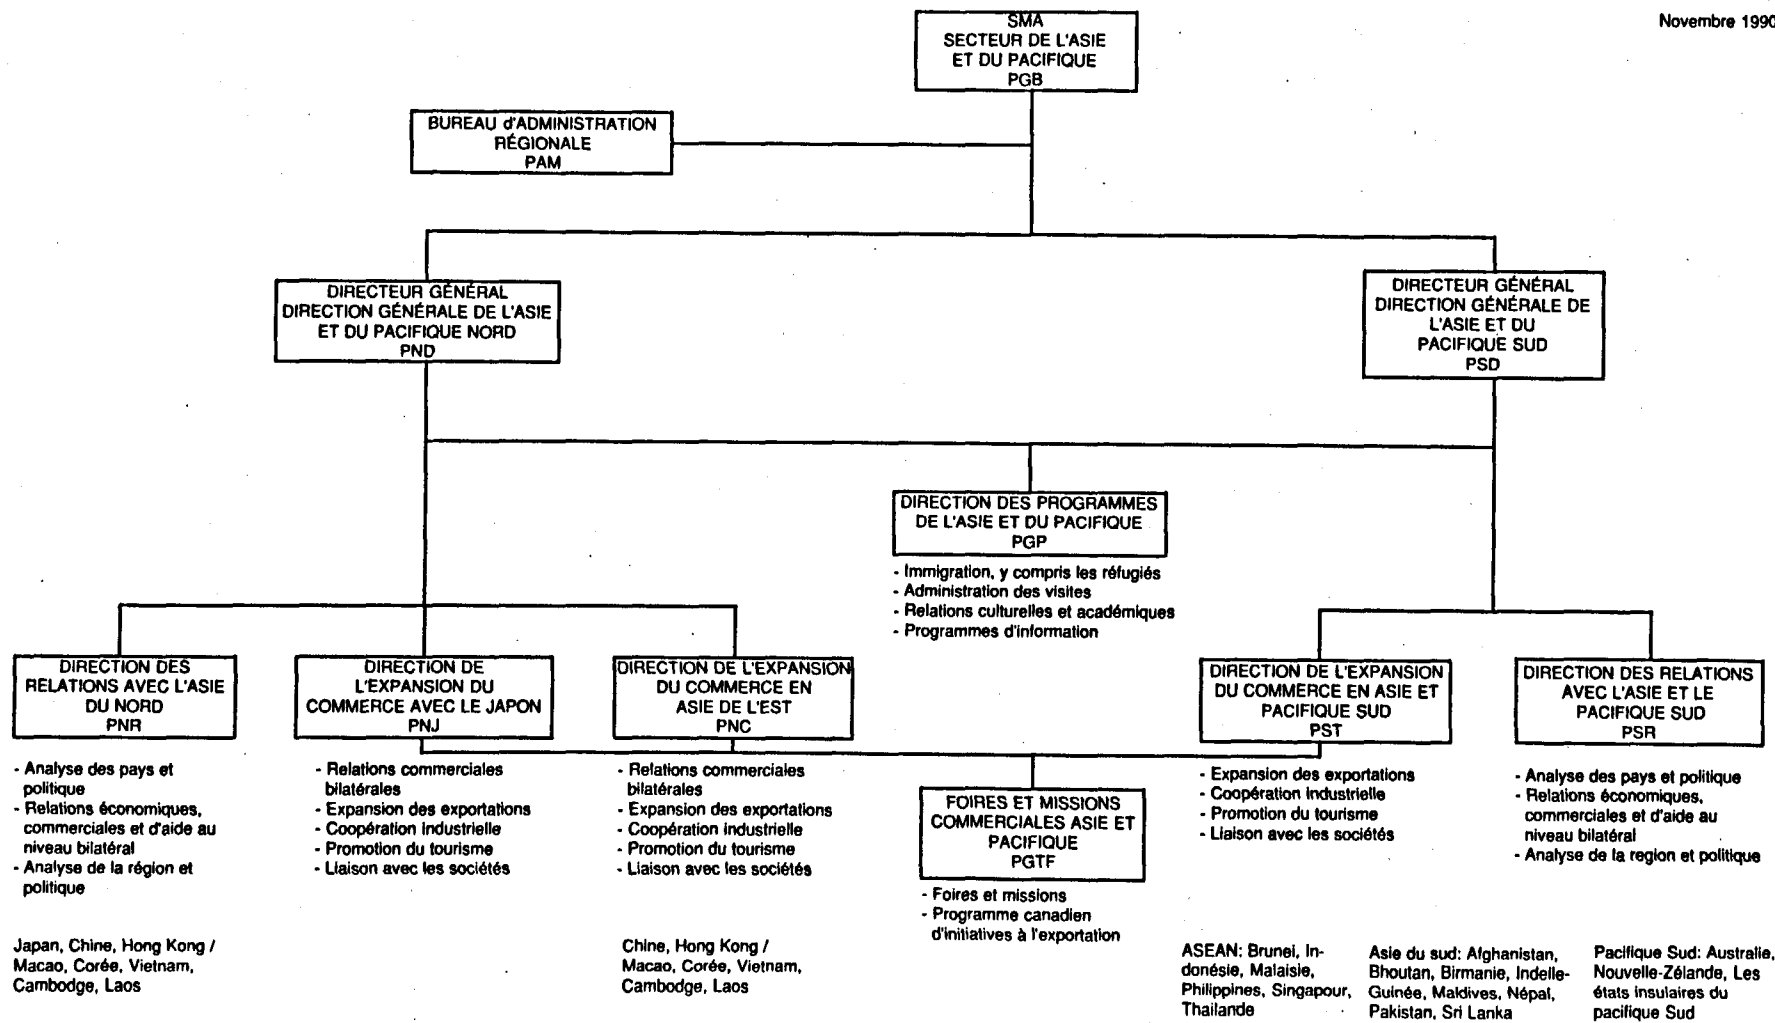 Novembre 1990
SMA
SECTEUR DE L'ASIE
ET DU PACIFIQUE
PGB
BUREAU d'ADMINISTRATION
RÉGIONALE
PAM
DIRECTEUR GÉNÉRAL
DIRECTION GÉNÉRALE DE L'ASIE
ET DU PACIFIQUE NORD
PND
DIRECTEUR GÉNÉRAL
DIRECTION GÉNÉRALE DE
L'ASIE ET DU
PACIFIQUE SUD
PSD
DIRECTION DES PROGRAMMES
DE L'ASIE ET DU PACIFIQUE
PGP
- Immigration, y compris les réfugiés
- Administration des visites
- Relations culturelles et académiques
- Programmes d'information
DIRECTION DES
RELATIONS AVEC L'ASIE
DU NORD
PNR
- Analyse des pays et
politique
- Relations économiques,
commerciales et d'aide au
niveau bilatéral
- Analyse de la région et
politique
Japan, Chine, Hong Kong /
Macao, Corée, Vietnam,
Cambodge, Laos
DIRECTION DE
L'EXPANSION DU
COMMERCE AVEC LE JAPON
PNJ
- Relations commerciales
bilatérales
- Expansion des exportations
- Coopération industrielle
- Promotion du tourisme
- Liaison avec les sociétés
DIRECTION DE L'EXPANSION
DU COMMERCE EN
ASIE DE L'EST
PNC
- Relations commerciales
bilatérales
- Expansion des exportations
- Coopération industrielle
- Promotion du tourisme
- Liaison avec les sociétés
Chine, Hong Kong /
Macao, Corée, Vietnam,
Cambodge, Laos
FOIRES ET MISSIONS
COMMERCIALES ASIE ET
PACIFIQUE
PGTF
- Foires et missions
- Programme canadien
d'initiatives à l'exportation
DIRECTION DE L'EXPANSION
DU COMMERCE EN ASIE ET
PACIFIQUE SUD
PST
- Expansion des exportations
- Coopération industrielle
- Promotion du tourisme
- Liaison avec les sociétés
DIRECTION DES RELATIONS
AVEC L'ASIE ET LE
PACIFIQUE SUD
PSR
- Analyse des pays et politique
- Relations économiques,
commerciales et d'aide au
niveau bilatéral
- Analyse de la region et politique
ASEAN: Brunei, In-
donésie, Malaisie,
Philippines, Singapour,
Thailande
Asie du sud: Afghanistan,
Bhoutan, Birmanie, Indelle-
Guinée, Maldives, Népal,
Pakistan, Sri Lanka
Pacifique Sud: Australie,
Nouvelle-Zélande, Les
états insulaires du
pacifique Sud